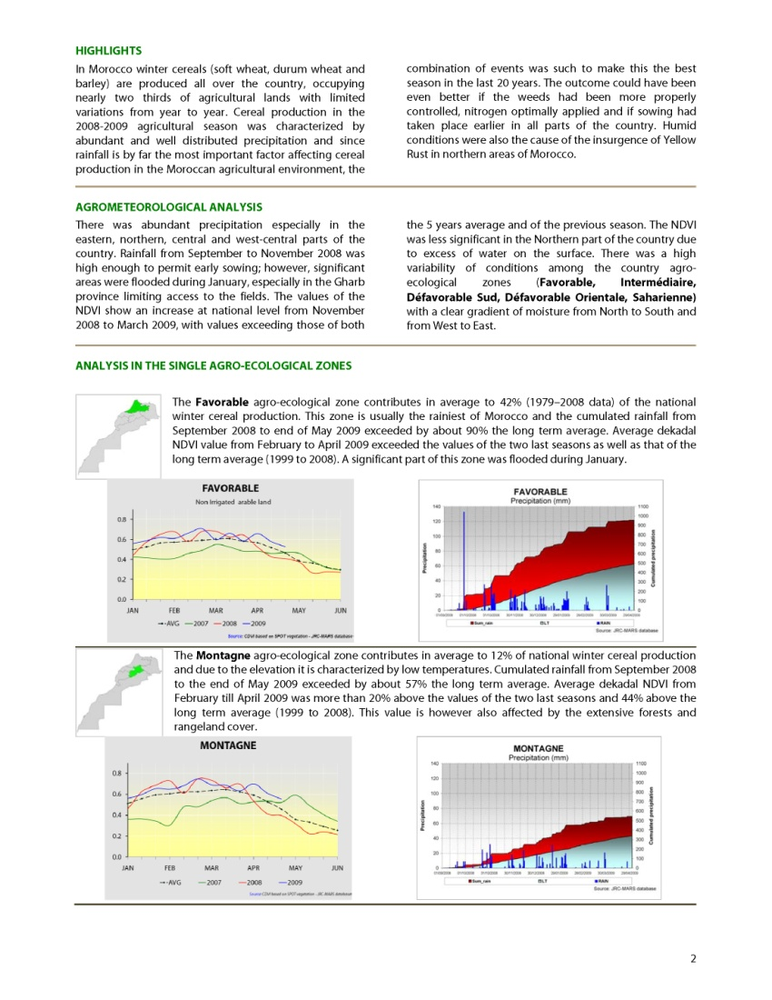 HIGHLIGHTS
In Morocco winter cereals (soft wheat, durum wheat and
barley) are produced all over the country, occupying
nearly two thirds of agricultural lands with limited
variations from year to year. Cereal production in the
2008-2009 agricultural season was characterized by
abundant and well distributed precipitation and since
rainfall is by far the most important factor affecting cereal
production in the Moroccan agricultural environment, the
combination of events was such to make this the best
season in the last 20 years. The outcome could have been
even better if the weeds had been more properly
controlled, nitrogen optimally applied and if sowing had
taken place earlier in all parts of the country. Humid
conditions were also the cause of the insurgence of Yellow
Rust in northern areas of Morocco.
AGROMETEOROLOGICAL ANALYSIS
There was abundant precipitation especially in the
eastern, northern, central and west-central parts of the
country. Rainfall from September to November 2008 was
high enough to permit early sowing; however, significant
areas were flooded during January, especially in the Gharb
province limiting access to the fields. The values of the
NDVI show an increase at national level from November
2008 to March 2009, with values exceeding those of both
the 5 years average and of the previous season. The NDVI
was less significant in the Northern part of the country due
to excess of water on the surface. There was a high
variability of conditions among the country agro-
ecological zones (Favorable, Intermédiaire,
Défavorable Sud, Défavorable Orientale, Saharienne)
with a clear gradient of moisture from North to South and
from West to East.
ANALYSIS IN THE SINGLE AGRO-ECOLOGICAL ZONES
The Favorable agro-ecological zone contributes in average to 42% (1979–2008 data) of the national
winter cereal production. This zone is usually the rainiest of Morocco and the cumulated rainfall from
September 2008 to end of May 2009 exceeded by about 90% the long term average. Average dekadal
NDVI value from February to April 2009 exceeded the values of the two last seasons as well as that of the
long term average (1999 to 2008). A significant part of this zone was flooded during January.
FAVORABLE
Non Irrigated arable land
0.8
0.6
0.4
0.2
0.0
JAN FEB MAR APR MAY JUN
AVG 2007 2008 2009
Source: CDVI based on SPOT vegetation - JRC-MARS database
FAVORABLE
Precipitation (mm)
140 1100
120 1000
100 900
80 800
60 700
40 600
20 500
0 400
300
200
100
0
Precipitation
Cumulated precipitation
Sum_rain LT RAIN
Source: JRC-MARS database
The Montagne agro-ecological zone contributes in average to 12% of national winter cereal production
and due to the elevation it is characterized by low temperatures. Cumulated rainfall from September 2008
to the end of May 2009 exceeded by about 57% the long term average. Average dekadal NDVI from
February till April 2009 was more than 20% above the values of the two last seasons and 44% above the
long term average (1999 to 2008). This value is however also affected by the extensive forests and
rangeland cover.
MONTAGNE
0.8
0.6
0.4
0.2
0.0
JAN FEB MAR APR MAY JUN
AVG 2007 2008 2009
Source: CDVI based on SPOT vegetation - JRC-MARS database
MONTAGNE
Precipitation (mm)
140 1100
120 1000
100 900
80 800
60 700
40 600
20 500
0 400
300
200
100
0
Precipitation
Cumulated precipitation
Sum_rain LT RAIN
Source: JRC-MARS database
2